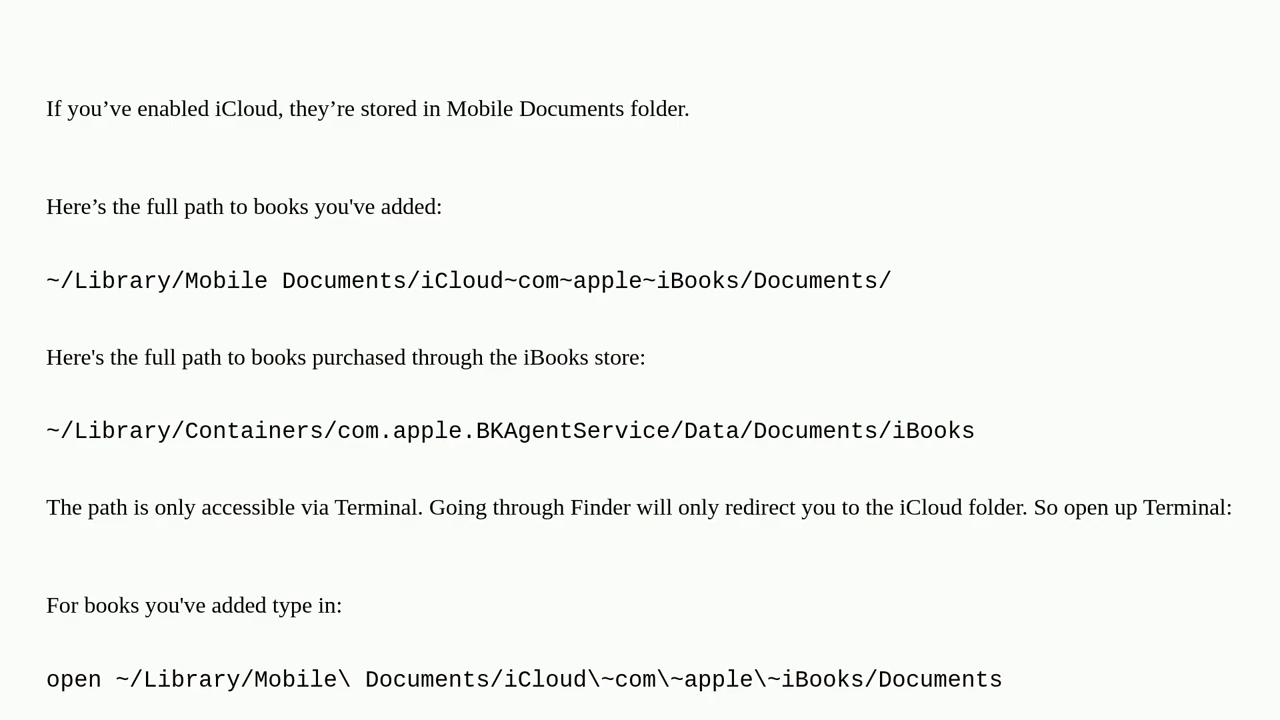 If you’ve enabled iCloud, they’re stored in Mobile Documents folder.
Here’s the full path to books you've added:
~/Library/Mobile Documents/iCloud~com~apple~iBooks/Documents/
Here's the full path to books purchased through the iBooks store:
~/Library/Containers/com.apple.BKAgentService/Data/Documents/iBooks
The path is only accessible via Terminal. Going through Finder will only redirect you to the iCloud folder. So open up Terminal:
For books you've added type in:
open ~/Library/Mobile\ Documents/iCloud\~com\~apple\~iBooks/Documents